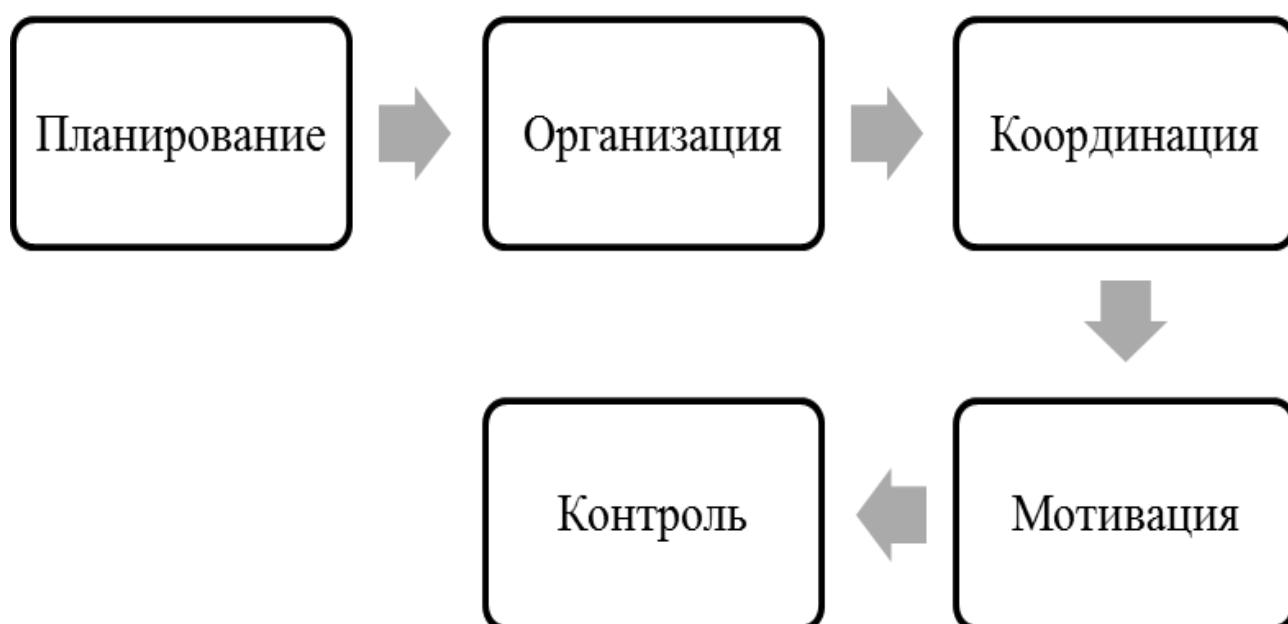 Планирование
Организация
Координация
Мотивация
Контроль